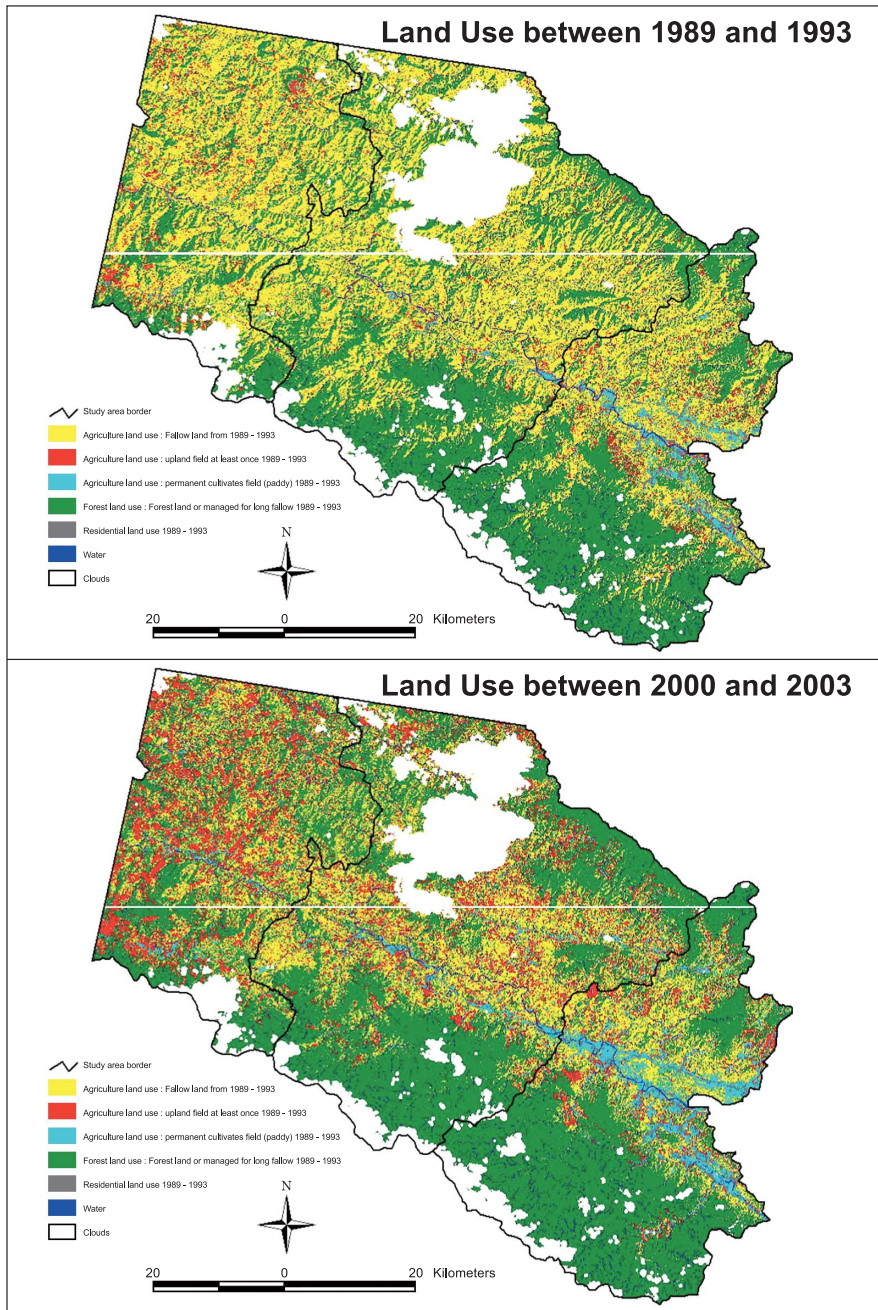 Land Use between 1989 and 1993
Study area border
Agriculture land use : Fallow land from 1989 - 1993
Agriculture land use : upland field at least once 1989 - 1993
Agriculture land use : permanent cultivates field (paddy) 1989 - 1993
Forest land use : Forest land or managed for long fallow 1989 - 1993
Residential land use 1989 - 1993
Water
Clouds
N
20 0 20 Kilometers
Land Use between 2000 and 2003
Study area border
Agriculture land use : Fallow land from 1989 - 1993
Agriculture land use : upland field at least once 1989 - 1993
Agriculture land use : permanent cultivates field (paddy) 1989 - 1993
Forest land use : Forest land or managed for long fallow 1989 - 1993
Residential land use 1989 - 1993
Water
Clouds
N
20 0 20 Kilometers